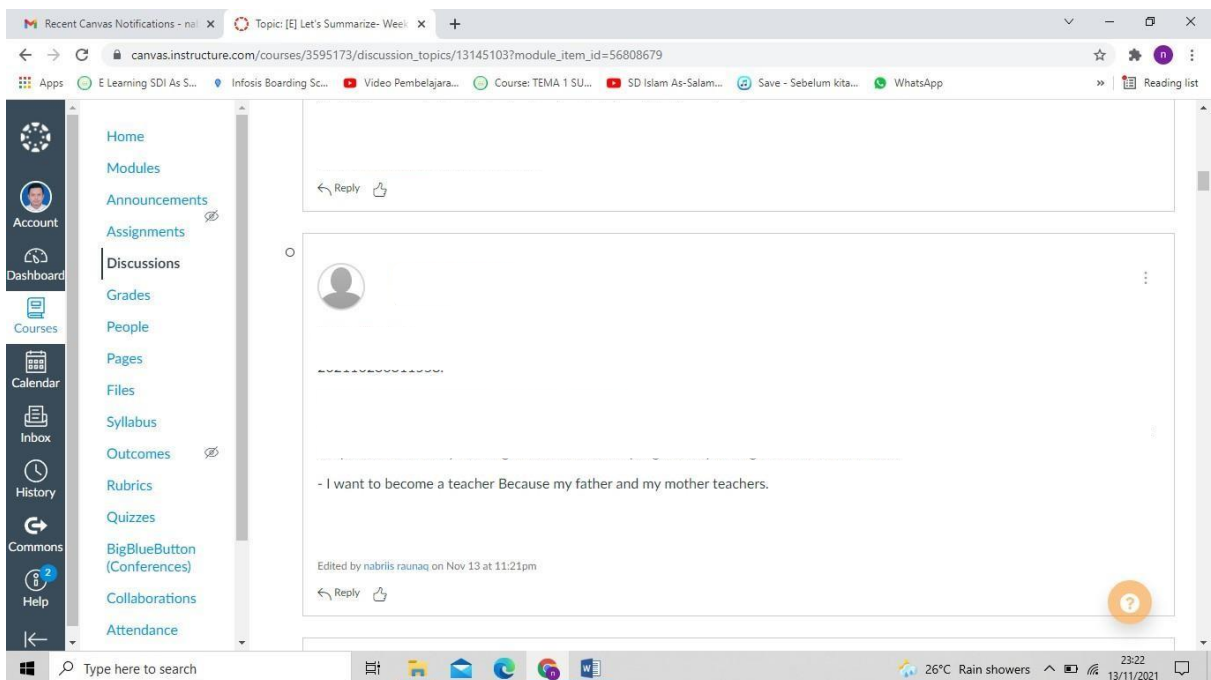 Recent Canvas Notifications - nal
Topic: [E] Let's Summarize- Week
canvas.instructure.com/courses/3595173/discussion_topics/13145103?module_item_id=56808679
n
Apps
E Learning SDI As S...
Infosis Boarding Sc...
Video Pembelajara...
Course: TEMA 1 SU...
SD Islam As-Salam...
Save - Sebelum kita...
WhatsApp
Reading list
Account
Dashboard
Courses
Calendar
Inbox
History
Commons
2
Help
Home
Modules
Announcements
Assignments
Discussions
Grades
People
Pages
Files
Syllabus
Outcomes
Rubrics
Quizzes
BigBlueButton
(Conferences)
Collaborations
Attendance
Reply
- I want to become a teacher Because my father and my mother teachers.
Edited by nabriis raunaq on Nov 13 at 11:21pm
Reply
Type here to search
26°C Rain showers
23:22
13/11/2021